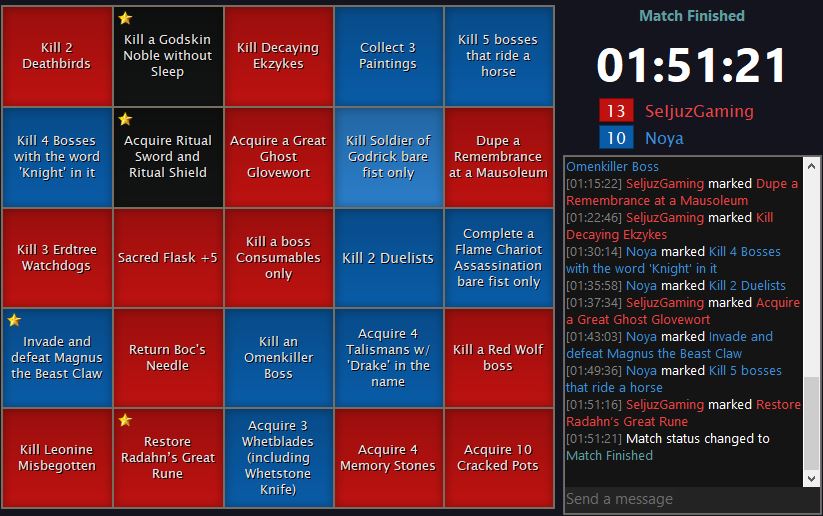 Kill 2
Deathbirds
Kill a Godskin
Noble without
Sleep
Kill Decaying
Ekzykes
Collect 3
Paintings
Kill 5 bosses
that ride a
horse
Kill 4 Bosses
with the word
'Knight' in it
Acquire Ritual
Sword and
Ritual Shield
Acquire a Great
Ghost
Glovewort
Kill Soldier of
Godrick bare
fist only
Dupe a
Remembrance
at a Mausoleum
Kill 3 Erdtree
Watchdogs
Sacred Flask +5
Kill a boss
Consumables
only
Kill 2 Duelists
Complete a
Flame Chariot
Assassination
bare fist only
Invade and
defeat Magnus
the Beast Claw
Return Boc's
Needle
Kill an
Omenkiller
Boss
Acquire 4
Talismans w/
'Drake' in the
name
Kill a Red Wolf
boss
Kill Leonine
Misbegotten
Restore
Radahn's Great
Rune
Acquire 3
Whetblades
(including
Whetstone
Knife)
Acquire 4
Memory Stones
Acquire 10
Cracked Pots
Match Finished
01:51:21
13 SeljuzGaming
10 Noya
Omenkiller Boss
[01:15:22] SeljuzGaming marked Dupe a
Remembrance at a Mausoleum
[01:22:46] SeljuzGaming marked Kill
Decaying Ekzykes
[01:30:14] Noya marked Kill 4 Bosses
with the word 'Knight' in it
[01:35:58] Noya marked Kill 2 Duelists
[01:37:34] SeljuzGaming marked Acquire
a Great Ghost Glovewort
[01:43:03] Noya marked Invade and
defeat Magnus the Beast Claw
[01:49:36] Noya marked Kill 5 bosses
that ride a horse
[01:51:16] SeljuzGaming marked Restore
Radahn's Great Rune
[01:51:21] Match status changed to
Match Finished
Send a message